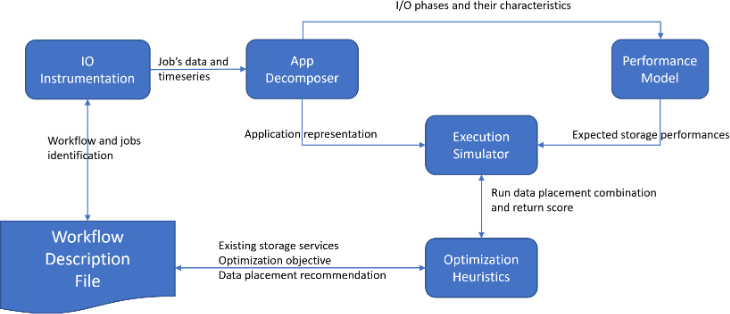 I/O phases and their characteristics
IO
Instrumentation
Job's data and
timeseries
App
Decomposer
Performance
Model
Workflow and jobs
identification
Application representation
Execution
Simulator
Expected storage performances
Run data placement combination
and return score
Workflow
Description
File
Existing storage services
Optimization objective
Data placement recommendation
Optimization
Heuristics